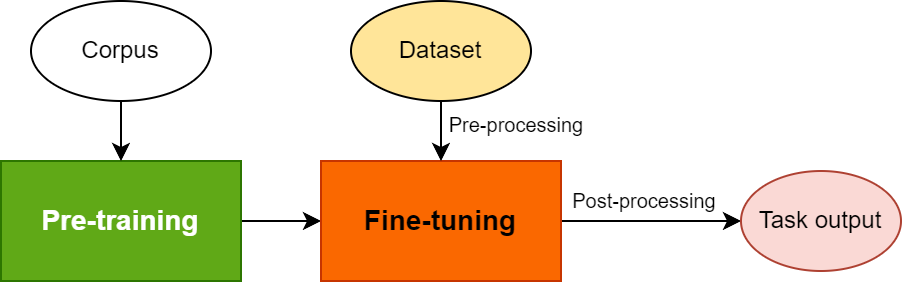 Corpus
Dataset
Pre-processing
Pre-training
Fine-tuning
Post-processing
Task output